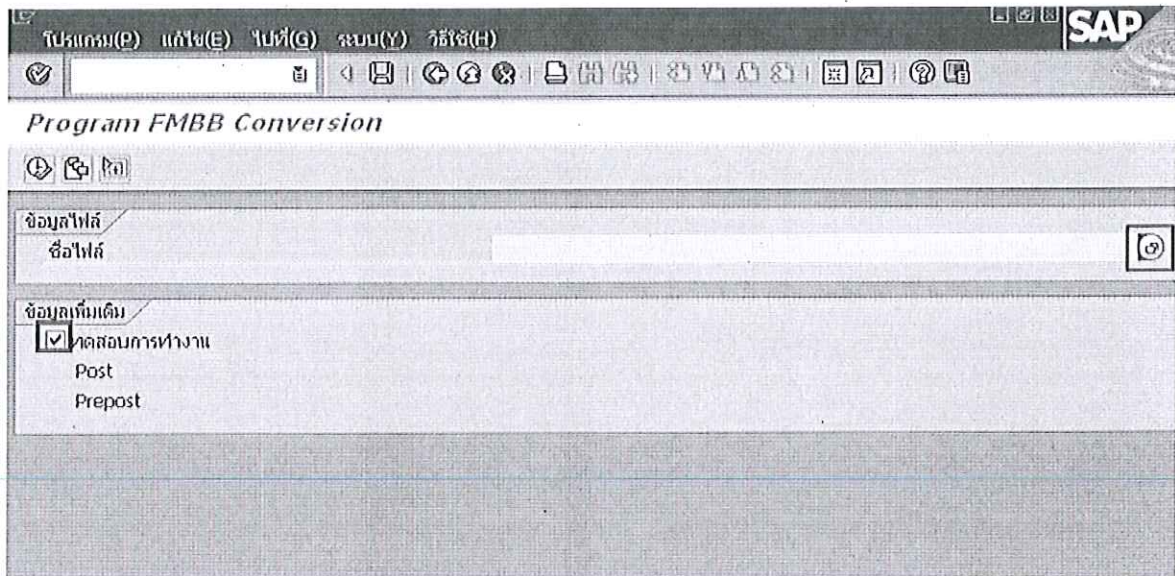 SAP
โปรแกรม(P) แก้ไข(E) ไปที่(G) ระบบ(Y) วิธีใช้(H)
Program FMBB Conversion
ข้อมูลไฟล์
ชื่อไฟล์
ข้อมูลเพิ่มเติม
ทดสอบการทำงาน
Post
Prepost